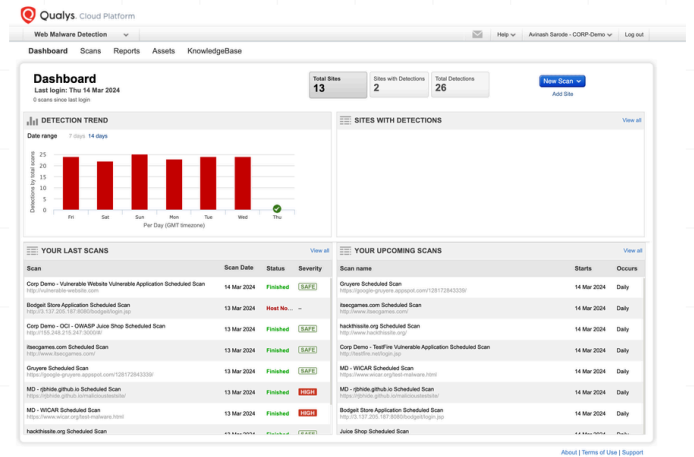 Qualys. Cloud Platform
Web Malware Detection
Help
Avinash Sarode - CORP-Demo
Log out
Dashboard Scans Reports Assets KnowledgeBase
Dashboard
Last login: Thu 14 Mar 2024
0 scans since last login
Total Sites
13
Sites with Detections
2
Total Detections
26
New Scan
Add Site
DETECTION TREND
Date range 7 days 14 days
Detections by total scans
25
20
15
10
5
0
Fri Sat Sun Mon Tue Wed Thu
Per Day (GMT timezone)
SITES WITH DETECTIONS View all
YOUR LAST SCANS View all
Scan Scan Date Status Severity
Corp Demo - Vulnerable Website Vulnerable Application Scheduled Scan 14 Mar 2024 Finished SAFE
http://vulnerable-website.com
Bodgeit Store Application Scheduled Scan 13 Mar 2024 Host No... –
http://3.137.205.187:8080/bodgeit/login.jsp
Corp Demo - OCI - OWASP Juice Shop Scheduled Scan 13 Mar 2024 Finished SAFE
itsecgames.com Scheduled Scan 13 Mar 2024 Finished SAFE
http://www.itsecgames.com/
Gruyere Scheduled Scan 13 Mar 2024 Finished SAFE
https://google-gruyere.appspot.com/
MD - rjbhide.github.io Scheduled Scan 13 Mar 2024 Finished HIGH
https://rjbhide.github.io/malicioustestsite/
MD - WICAR Scheduled Scan 13 Mar 2024 Finished HIGH
https://www.wicar.org/test-malware.html
hackthissite.org Scheduled Scan 13 Mar 2024 Finished SAFE
YOUR UPCOMING SCANS View all
Scan name Starts Occurs
Gruyere Scheduled Scan 14 Mar 2024 Daily
https://google-gruyere.appspot.com/
itsecgames.com Scheduled Scan 14 Mar 2024 Daily
http://www.itsecgames.com/
hackthissite.org Scheduled Scan 14 Mar 2024 Daily
http://www.hackthissite.org/
Corp Demo - TestFire Vulnerable Application Scheduled Scan 14 Mar 2024 Daily
http://testfire.net/login.jsp
MD - WICAR Scheduled Scan 14 Mar 2024 Daily
https://www.wicar.org/test-malware.html
MD - rjbhide.github.io Scheduled Scan 14 Mar 2024 Daily
https://rjbhide.github.io/malicioustestsite/
Bodgeit Store Application Scheduled Scan 14 Mar 2024 Daily
http://3.137.205.187:8080/bodgeit/login.jsp
Juice Shop Scheduled Scan 14 Mar 2024 Daily
About | Terms of Use | Support